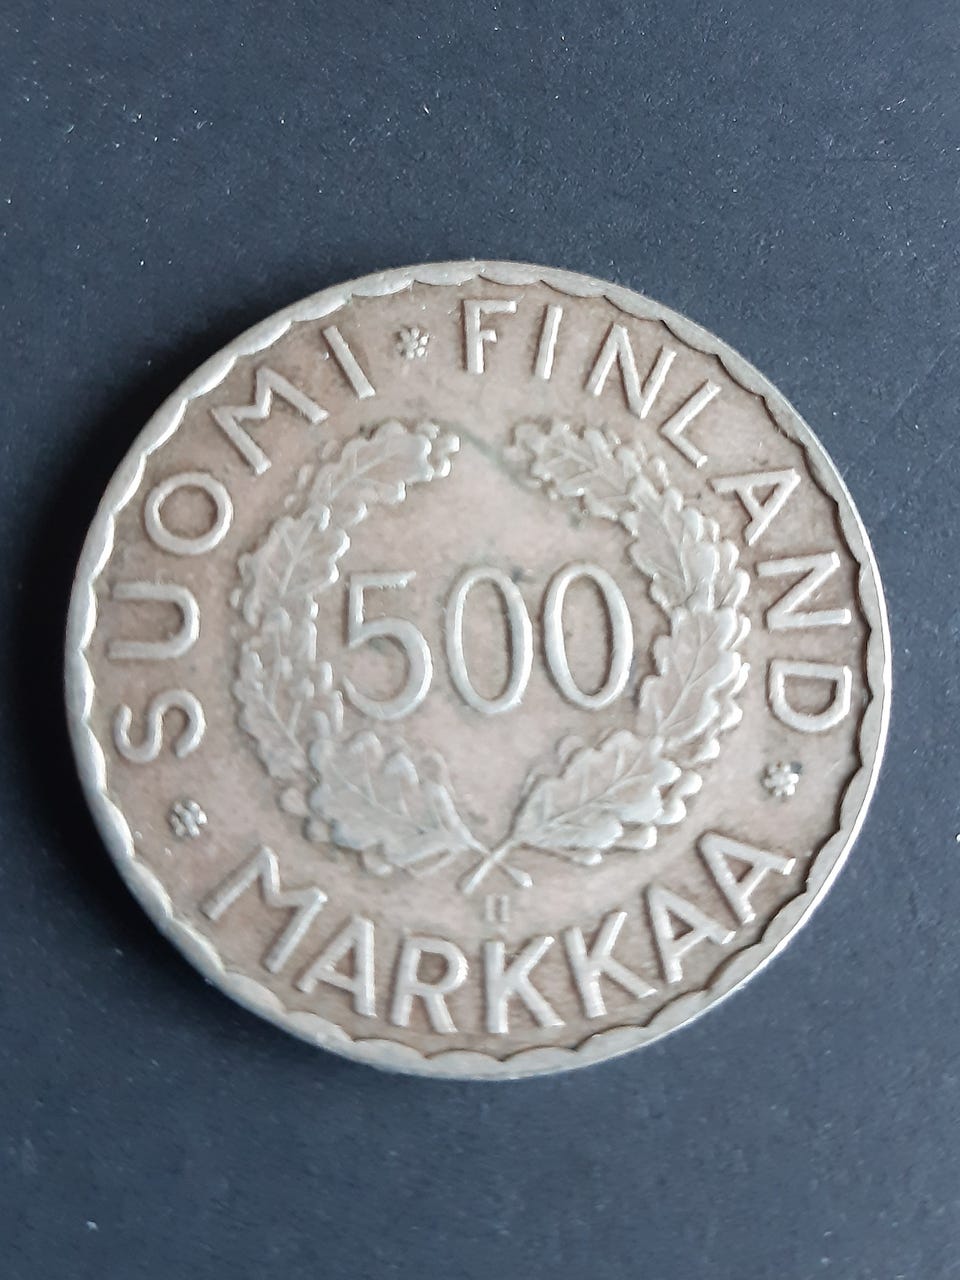 SUOMI * FINLAND *
500
H
MARKKAA *